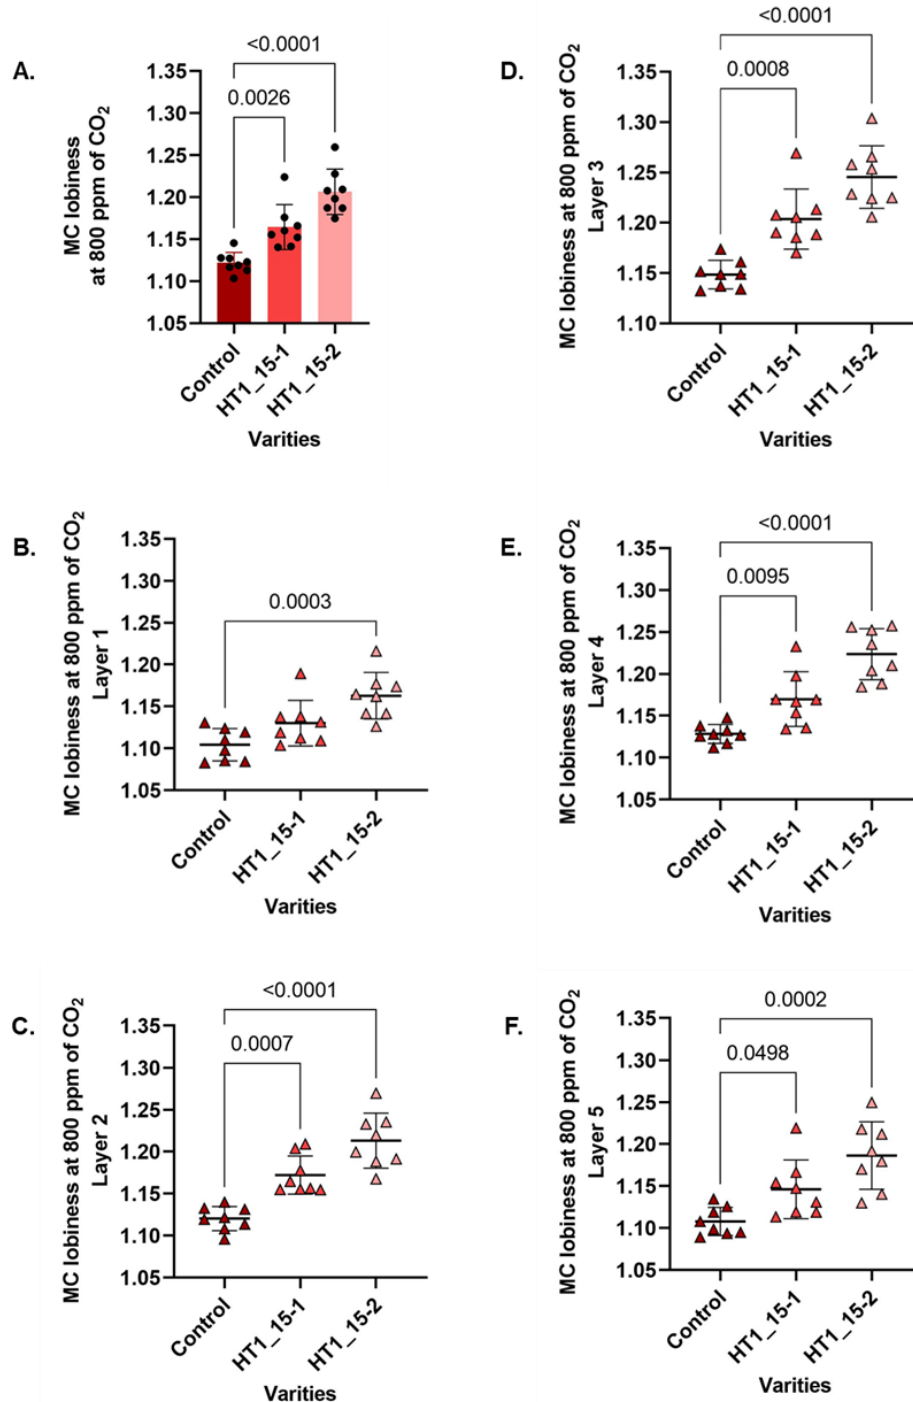 A.
MC lobiness
at 800 ppm of CO₂
<0.0001
0.0026
1.35
1.30
1.25
1.20
1.15
1.10
1.05
Control
HT1_15-1
HT1_15-2
Varities
B.
MC lobiness at 800 ppm of CO₂
Layer 1
0.0003
1.35
1.30
1.25
1.20
1.15
1.10
1.05
Control
HT1_15-1
HT1_15-2
Varities
C.
MC lobiness at 800 ppm of CO₂
Layer 2
<0.0001
0.0007
1.35
1.30
1.25
1.20
1.15
1.10
1.05
Control
HT1_15-1
HT1_15-2
Varities
D.
MC lobiness at 800 ppm of CO₂
Layer 3
<0.0001
0.0008
1.35
1.30
1.25
1.20
1.15
1.10
Control
HT1_15-1
HT1_15-2
Varities
E.
MC lobiness at 800 ppm of CO₂
Layer 4
<0.0001
0.0095
1.35
1.30
1.25
1.20
1.15
1.10
1.05
Control
HT1_15-1
HT1_15-2
Varities
F.
MC lobiness at 800 ppm of CO₂
Layer 5
0.0002
0.0498
1.35
1.30
1.25
1.20
1.15
1.10
1.05
Control
HT1_15-1
HT1_15-2
Varities